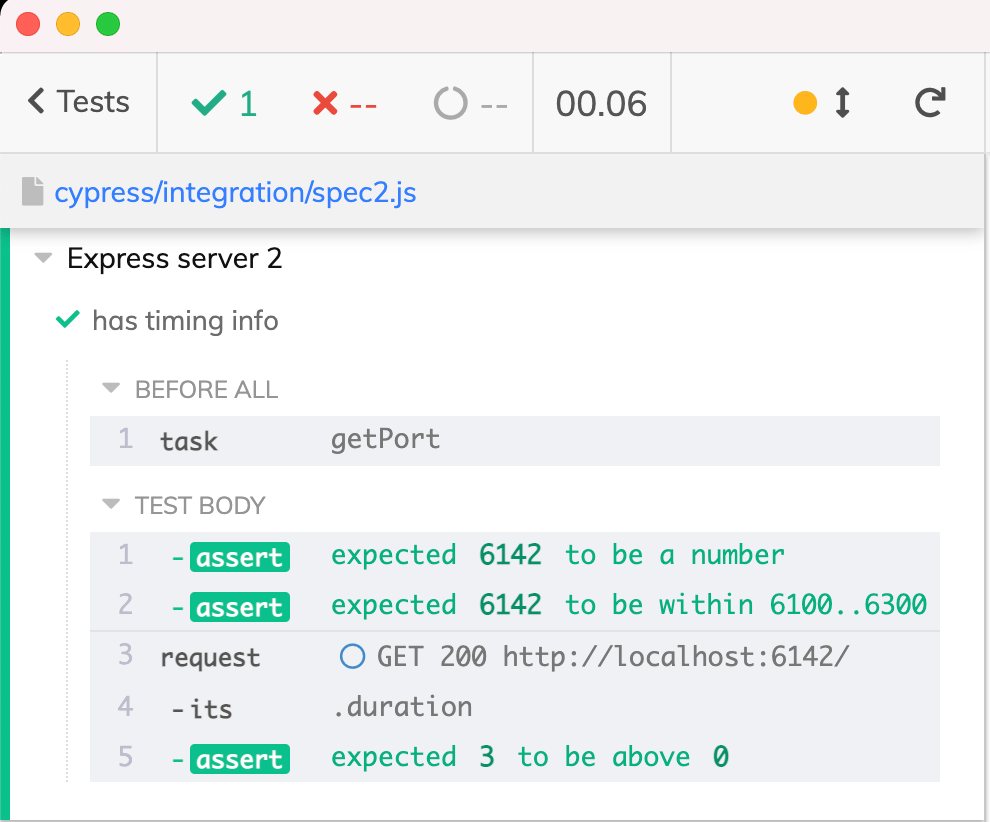 Tests 1 -- -- 00.06
cypress/integration/spec2.js
Express server 2
has timing info
BEFORE ALL
1 task getPort
TEST BODY
1 -assert expected 6142 to be a number
2 -assert expected 6142 to be within 6100..6300
3 request GET 200 http://localhost:6142/
4 -its .duration
5 -assert expected 3 to be above 0